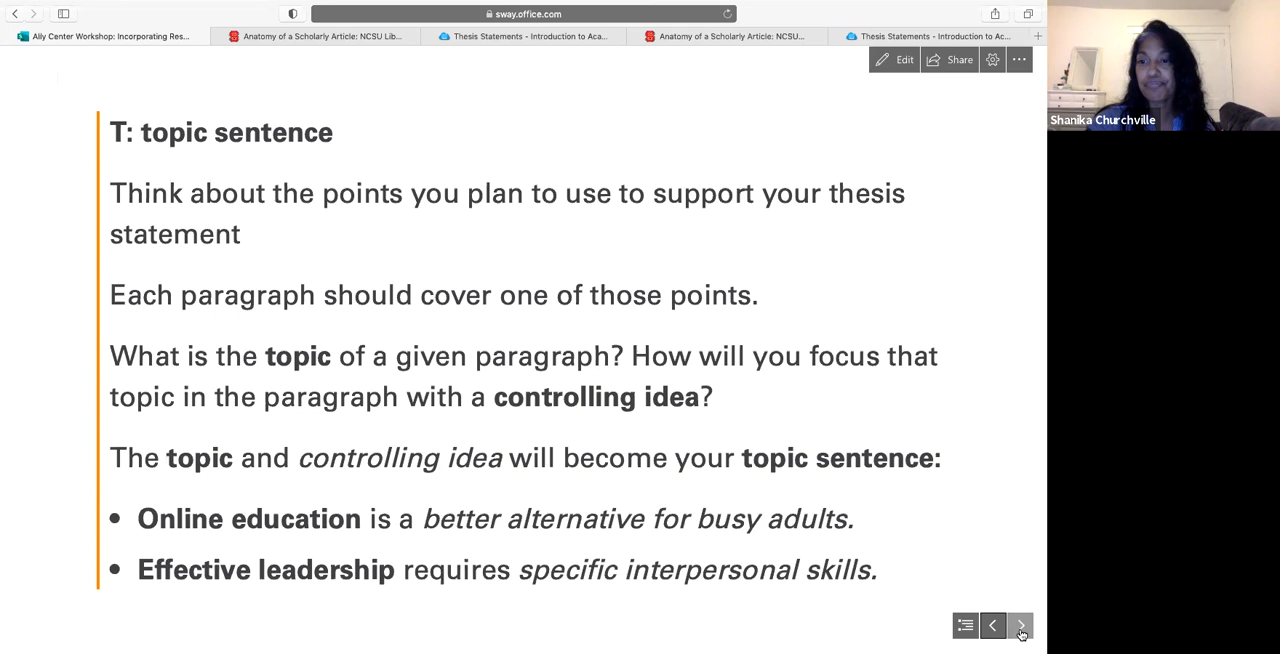 sway.office.com
Ally Center Workshop: Incorporating Res...
Anatomy of a Scholarly Article: NCSU Lib...
Thesis Statements - Introduction to Aca...
Anatomy of a Scholarly Article: NCSU...
Thesis Statements - Introduction to Ac...
Edit
Share
Shanika Churchville
T: topic sentence
Think about the points you plan to use to support your thesis
statement
Each paragraph should cover one of those points.
What is the topic of a given paragraph? How will you focus that
topic in the paragraph with a controlling idea?
The topic and controlling idea will become your topic sentence:
• Online education is a better alternative for busy adults.
• Effective leadership requires specific interpersonal skills.